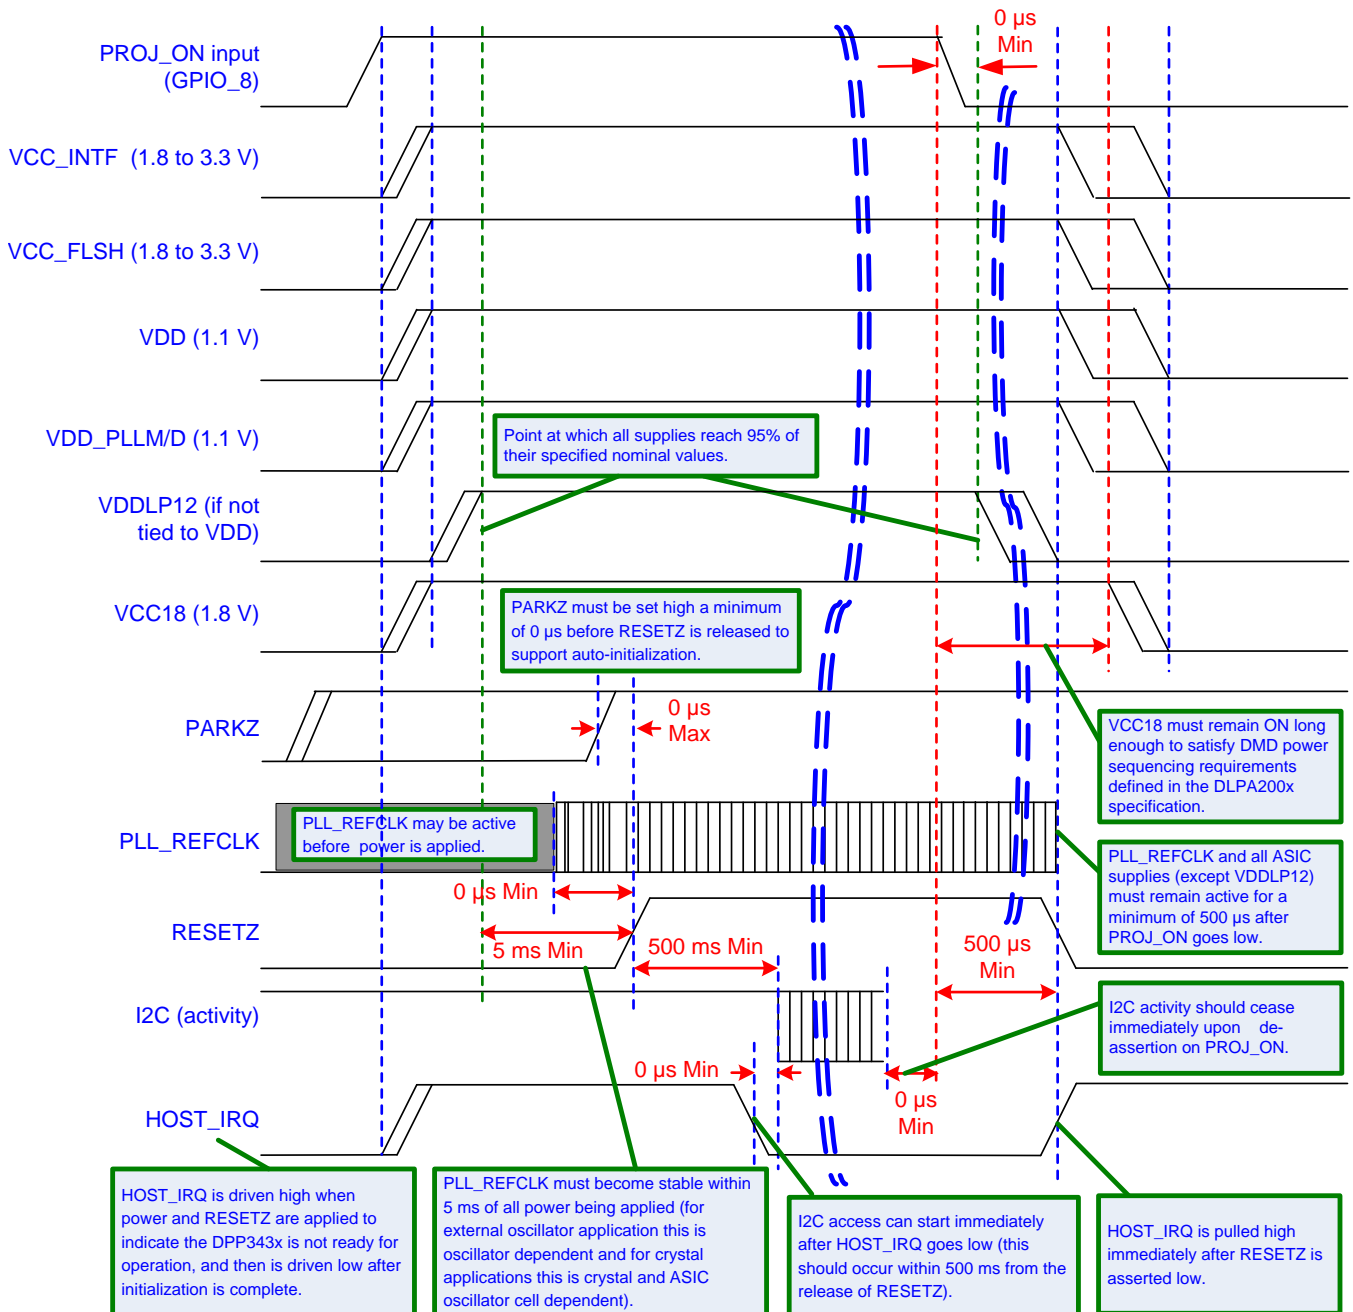 0 µs
Min
PROJ_ON input
(GPIO_8)
VCC_INTF (1.8 to 3.3 V)
VCC_FLSH (1.8 to 3.3 V)
VDD (1.1 V)
VDD_PLLM/D (1.1 V)
Point at which all supplies reach 95% of
their specified nominal values.
VDDLP12 (if not
tied to VDD)
VCC18 (1.8 V)
PARKZ must be set high a minimum
of 0 µs before RESETZ is released to
support auto-initialization.
PARKZ
0 µs
Max
VCC18 must remain ON long
enough to satisfy DMD power
sequencing requirements
defined in the DLPA200x
specification.
PLL_REFCLK
PLL_REFCLK may be active
before power is applied.
PLL_REFCLK and all ASIC
supplies (except VDDLP12)
must remain active for a
minimum of 500 µs after
PROJ_ON goes low.
0 µs Min
RESETZ
5 ms Min
500 ms Min
500 µs
Min
I2C (activity)
I2C activity should cease
immediately upon de-
assertion on PROJ_ON.
0 µs Min
0 µs
Min
HOST_IRQ
HOST_IRQ is driven high when
power and RESETZ are applied to
indicate the DPP343x is not ready for
operation, and then is driven low after
initialization is complete.
PLL_REFCLK must become stable within
5 ms of all power being applied (for
external oscillator application this is
oscillator dependent and for crystal
applications this is crystal and ASIC
oscillator cell dependent).
I2C access can start immediately
after HOST_IRQ goes low (this
should occur within 500 ms from the
release of RESETZ).
HOST_IRQ is pulled high
immediately after RESETZ is
asserted low.